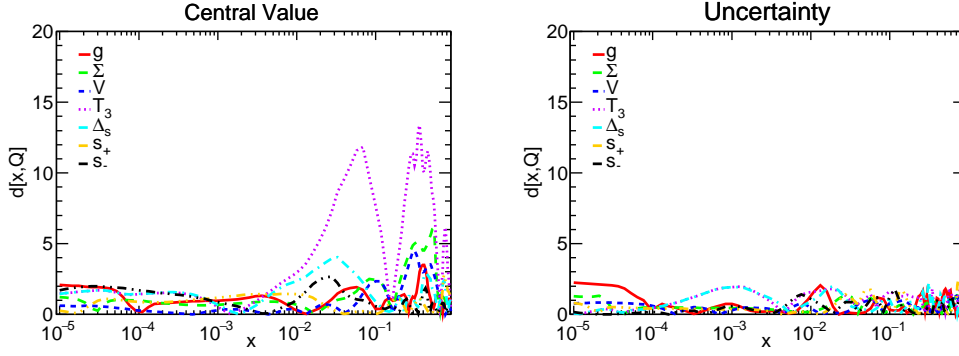 Central Value
20
15
10
5
0
d[x,Q]
g
Σ
V
T₃
Δₛ
s₊
s₋
10⁻⁵
10⁻⁴
10⁻³
10⁻²
10⁻¹
x
Uncertainty
20
15
10
5
0
d[x,Q]
g
Σ
V
T₃
Δₛ
s₊
s₋
10⁻⁵
10⁻⁴
10⁻³
10⁻²
10⁻¹
x